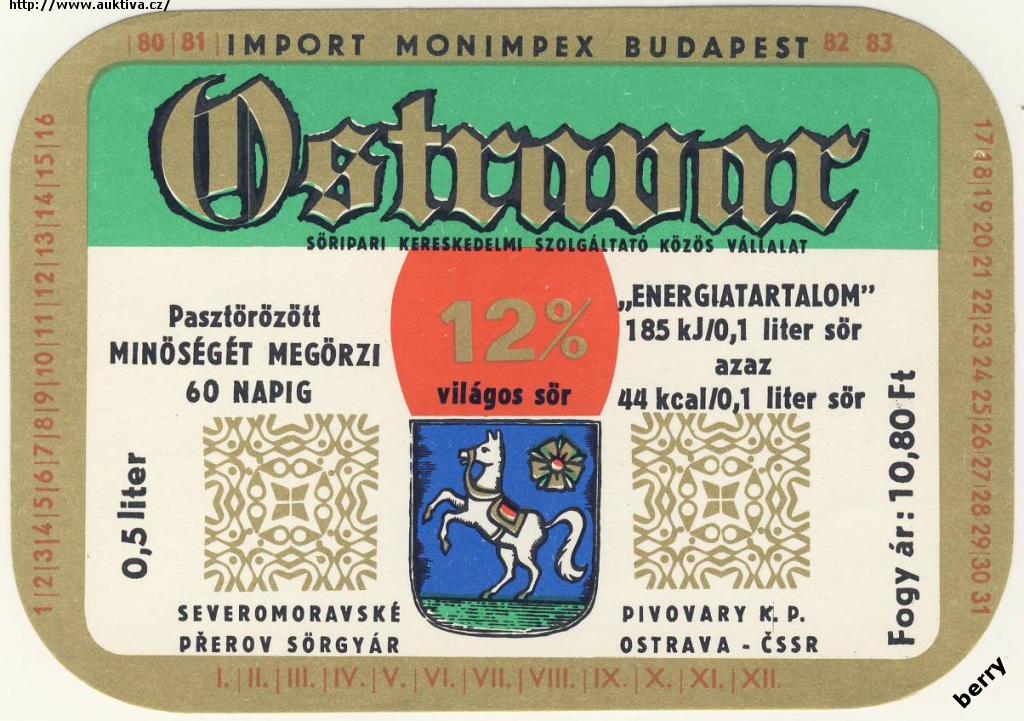 http://www.auktiva.cz/
|80|81| IMPORT MONIMPEX BUDAPEST 82 83
Ostravar
SÖRIPARI KERESKEDELMI SZOLGÁLTATÓ KÖZÖS VÁLLALAT
Pasztörözött
MINÖSÉGÉT MEGÖRZI
60 NAPIG
12%
világos sör
„ENERGIATARTALOM”
185 kJ/0,1 liter sör
azaz
44 kcal/0,1 liter sör
0,5 liter
Fogy ár: 10,80 Ft
SEVEROMORAVSKÉ
PŘEROV SÖRGYÁR
PIVOVARY K. P.
OSTRAVA - ČSSR
1|2|3|4|5|6|7|8|9|10|11|12|13|14|15|16
17|18|19|20|21 22|23 24 25|26|27|28 29|30 31
I.|II.|III.|IV.|V.|VI.|VII.|VIII.|IX.|X.|XI.|XII.
berry